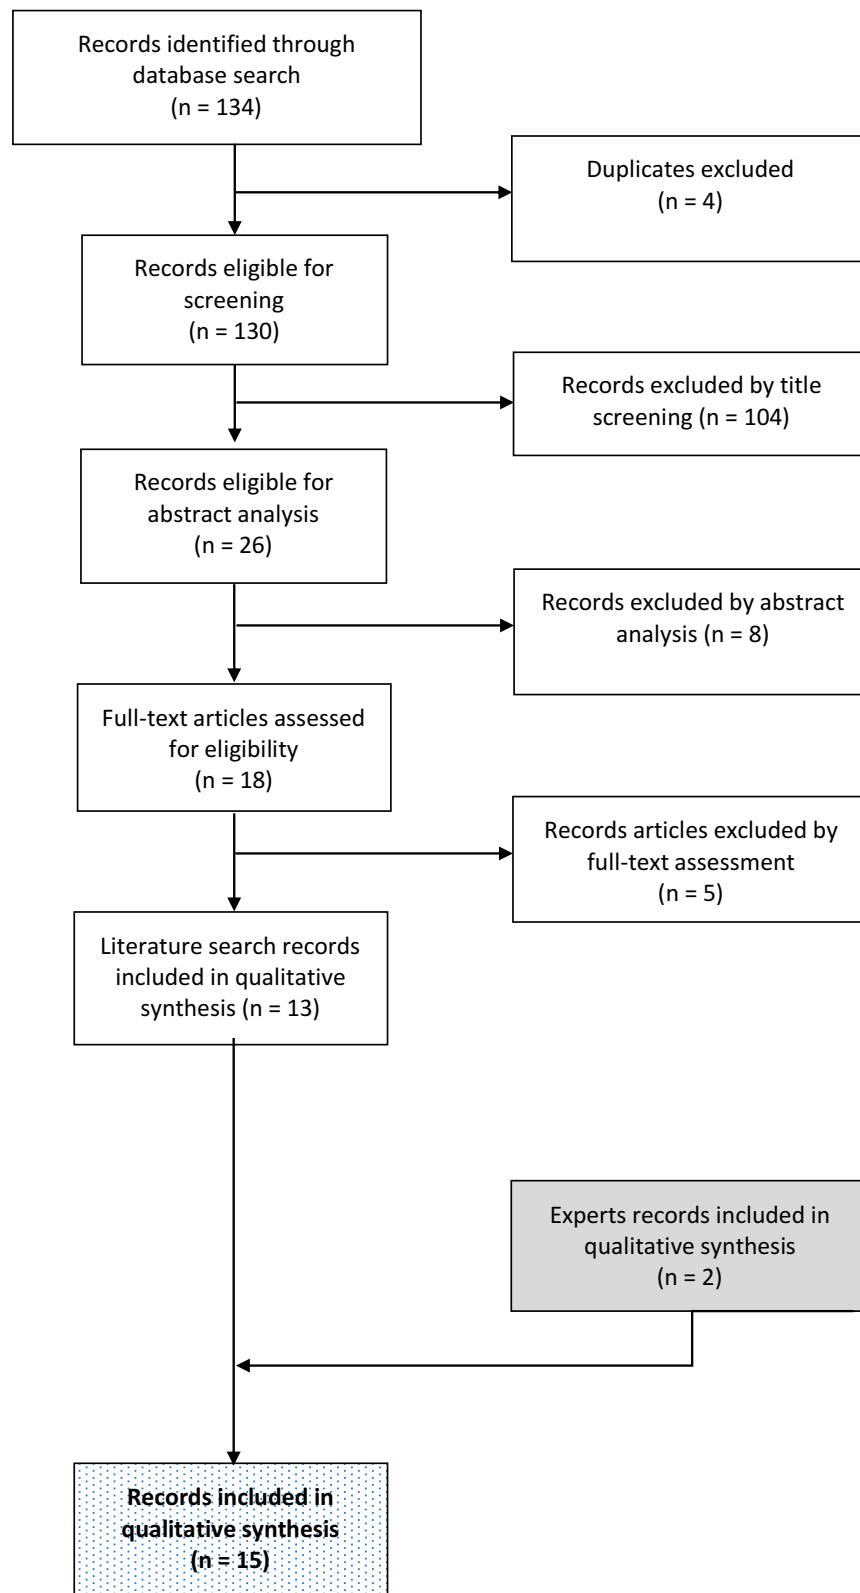 Records identified through
database search
(n = 134)
Duplicates excluded
(n = 4)
Records eligible for
screening
(n = 130)
Records excluded by title
screening (n = 104)
Records eligible for
abstract analysis
(n = 26)
Records excluded by abstract
analysis (n = 8)
Full-text articles assessed
for eligibility
(n = 18)
Records articles excluded by
full-text assessment
(n = 5)
Literature search records
included in qualitative
synthesis (n = 13)
Experts records included in
qualitative synthesis
(n = 2)
Records included in
qualitative synthesis
(n = 15)